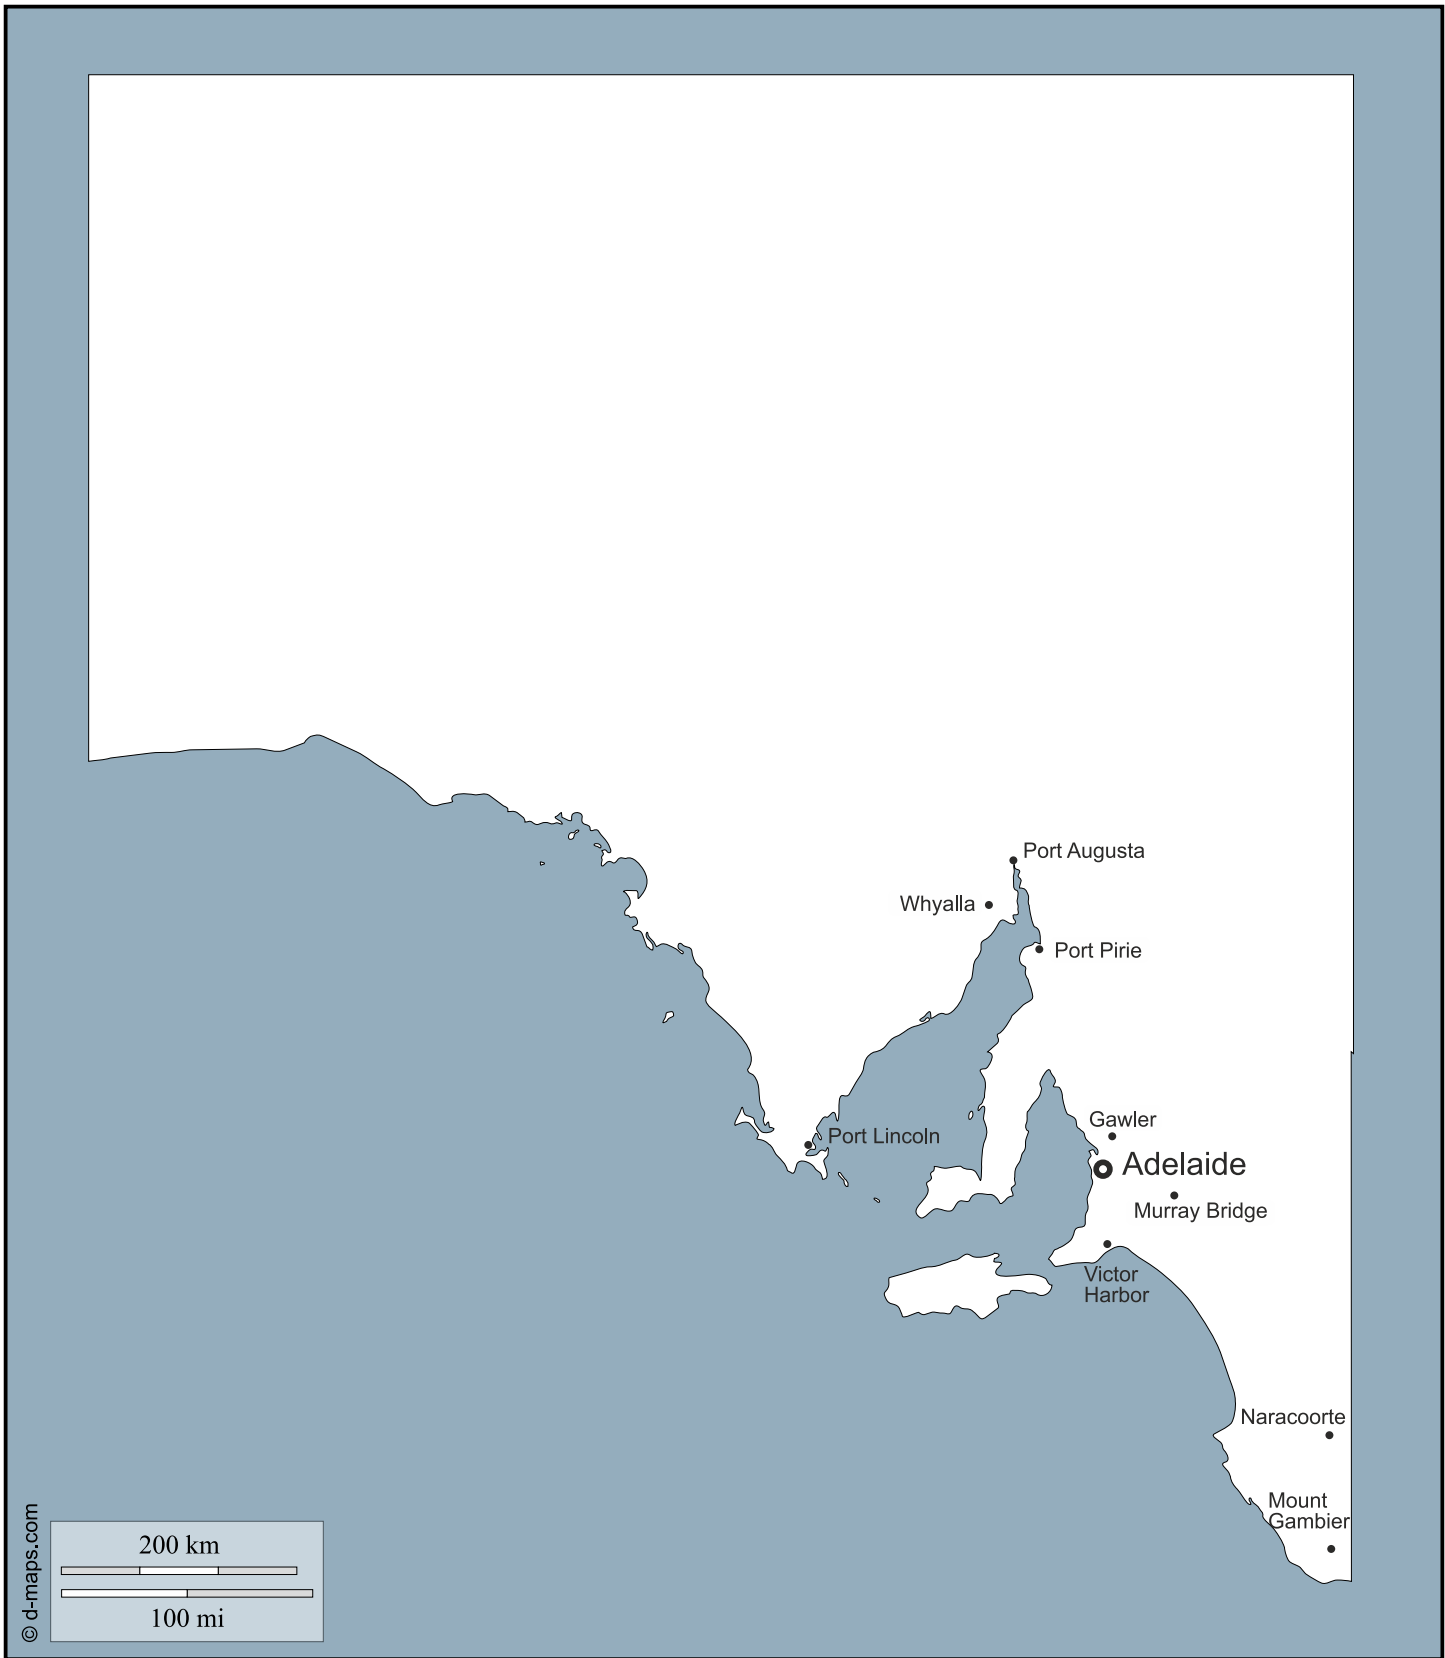 Port Augusta
Whyalla
Port Pirie
Gawler
Port Lincoln
Adelaide
Murray Bridge
Victor
Harbor
Naracoorte
Mount
Gambier
200 km
100 mi
© d-maps.com